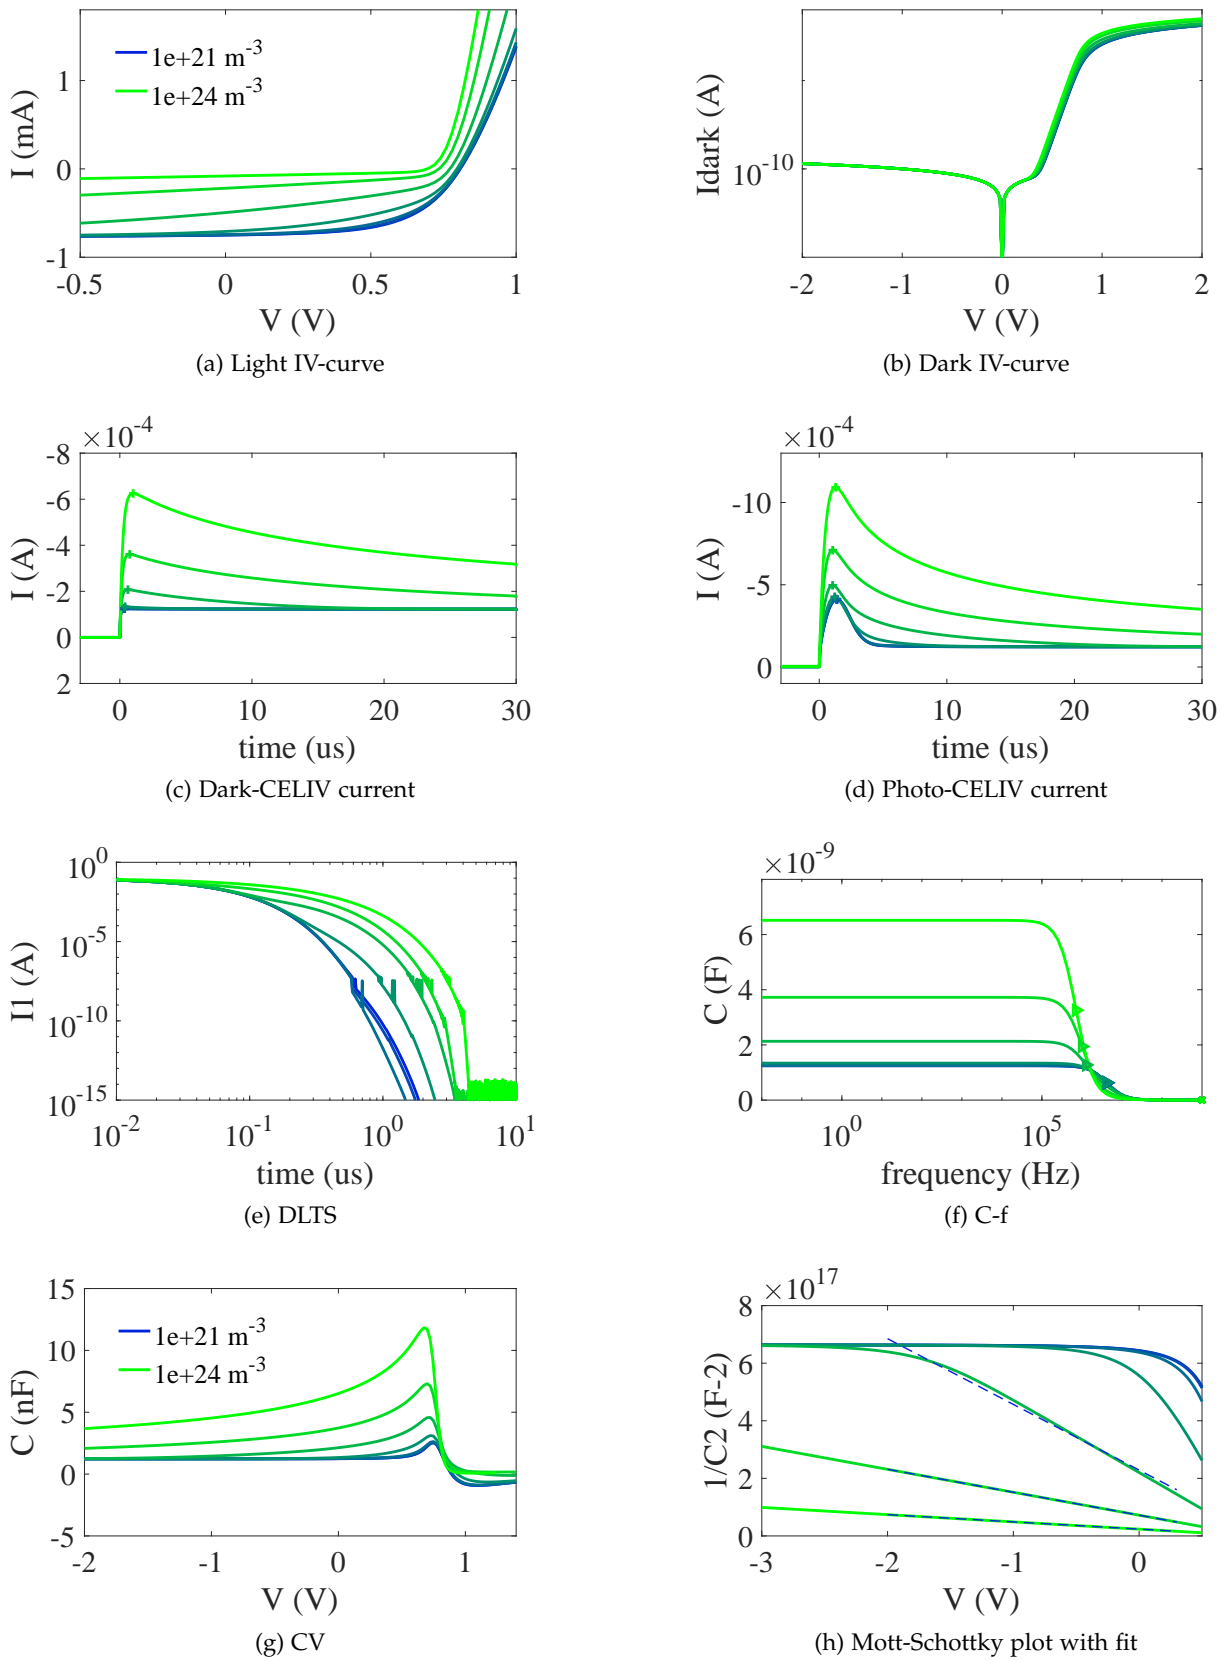 1e+21 m-3
1e+24 m-3
I (mA)
1
0
-1
-0.5
0
0.5
1
V (V)
(a) Light IV-curve
Idark (A)
10-10
-2
-1
0
1
2
V (V)
(b) Dark IV-curve
×10-4
-8
-6
-4
-2
0
2
I (A)
0
10
20
30
time (us)
(c) Dark-CELIV current
×10-4
-10
-5
0
I (A)
0
10
20
30
time (us)
(d) Photo-CELIV current
100
10-5
10-10
10-15
I1 (A)
10-2
10-1
100
101
time (us)
(e) DLTS
×10-9
6
4
2
0
C (F)
100
105
frequency (Hz)
(f) C-f
15
10
5
0
-5
C (nF)
1e+21 m-3
1e+24 m-3
-2
-1
0
1
V (V)
(g) CV
×1017
8
6
4
2
0
1/C2 (F-2)
-3
-2
-1
0
V (V)
(h) Mott-Schottky plot with fit